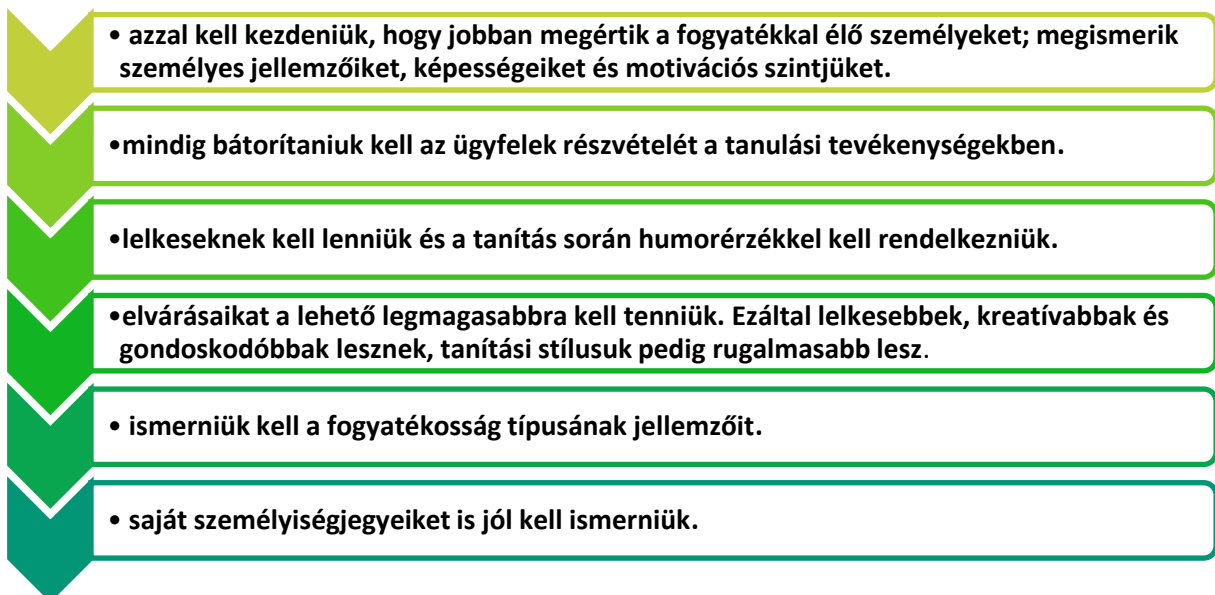 • azzal kell kezdeniük, hogy jobban megértik a fogyatékkal élő személyeket; megismerik
személyes jellemzőiket, képességeiket és motivációs szintjüket.
•mindig bátorítaniuk kell az ügyfelek részvételét a tanulási tevékenységekben.
•lelkeseknek kell lenniük és a tanítás során humorérzékkel kell rendelkezniük.
•elvárásaikat a lehető legmagasabbra kell tenniük. Ezáltal lelkesebbek, kreatívabbak és
gondoskodóbbak lesznek, tanítási stílusuk pedig rugalmasabb lesz.
• ismerniük kell a fogyatékosság típusának jellemzőit.
• saját személyiségjegyeiket is jól kell ismerniük.